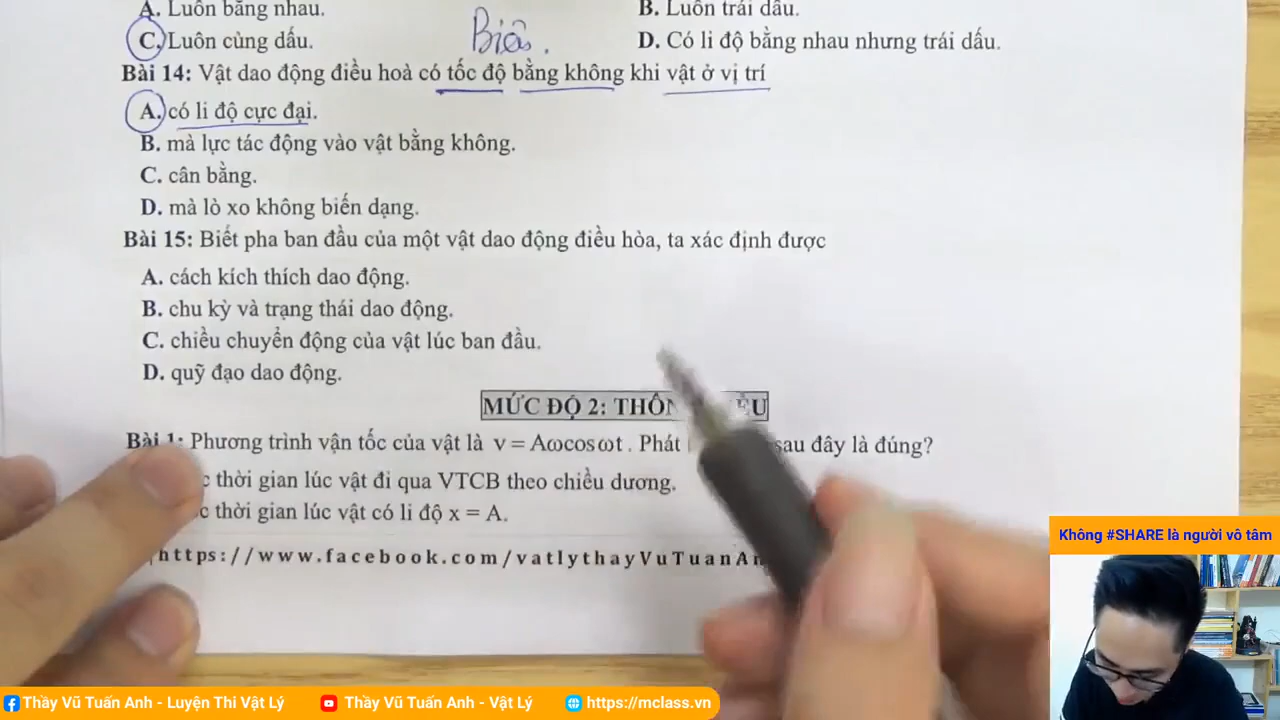 A. Luôn bằng nhau.
B. Luôn trái dấu.
C. Luôn cùng dấu.
D. Có li độ bằng nhau nhưng trái dấu.
Biên.
Bài 14: Vật dao động điều hoà có tốc độ bằng không khi vật ở vị trí
A. có li độ cực đại.
B. mà lực tác động vào vật bằng không.
C. cân bằng.
D. mà lò xo không biến dạng.
Bài 15: Biết pha ban đầu của một vật dao động điều hòa, ta xác định được
A. cách kích thích dao động.
B. chu kỳ và trạng thái dao động.
C. chiều chuyển động của vật lúc ban đầu.
D. quỹ đạo dao động.
MỨC ĐỘ 2:
Bài 1: Phương trình vận tốc của vật là v = Aωcosωt. Phát sau đây là đúng?
thời gian lúc vật đi qua VTCB theo chiều dương.
thời gian lúc vật có li độ x = A.
https://www.facebook.com/vatlythayVuTuanAn
Không #SHARE là người vô tâm
Thầy Vũ Tuấn Anh - Luyện Thi Vật Lý
Thầy Vũ Tuấn Anh - Vật Lý
https://mclass.vn